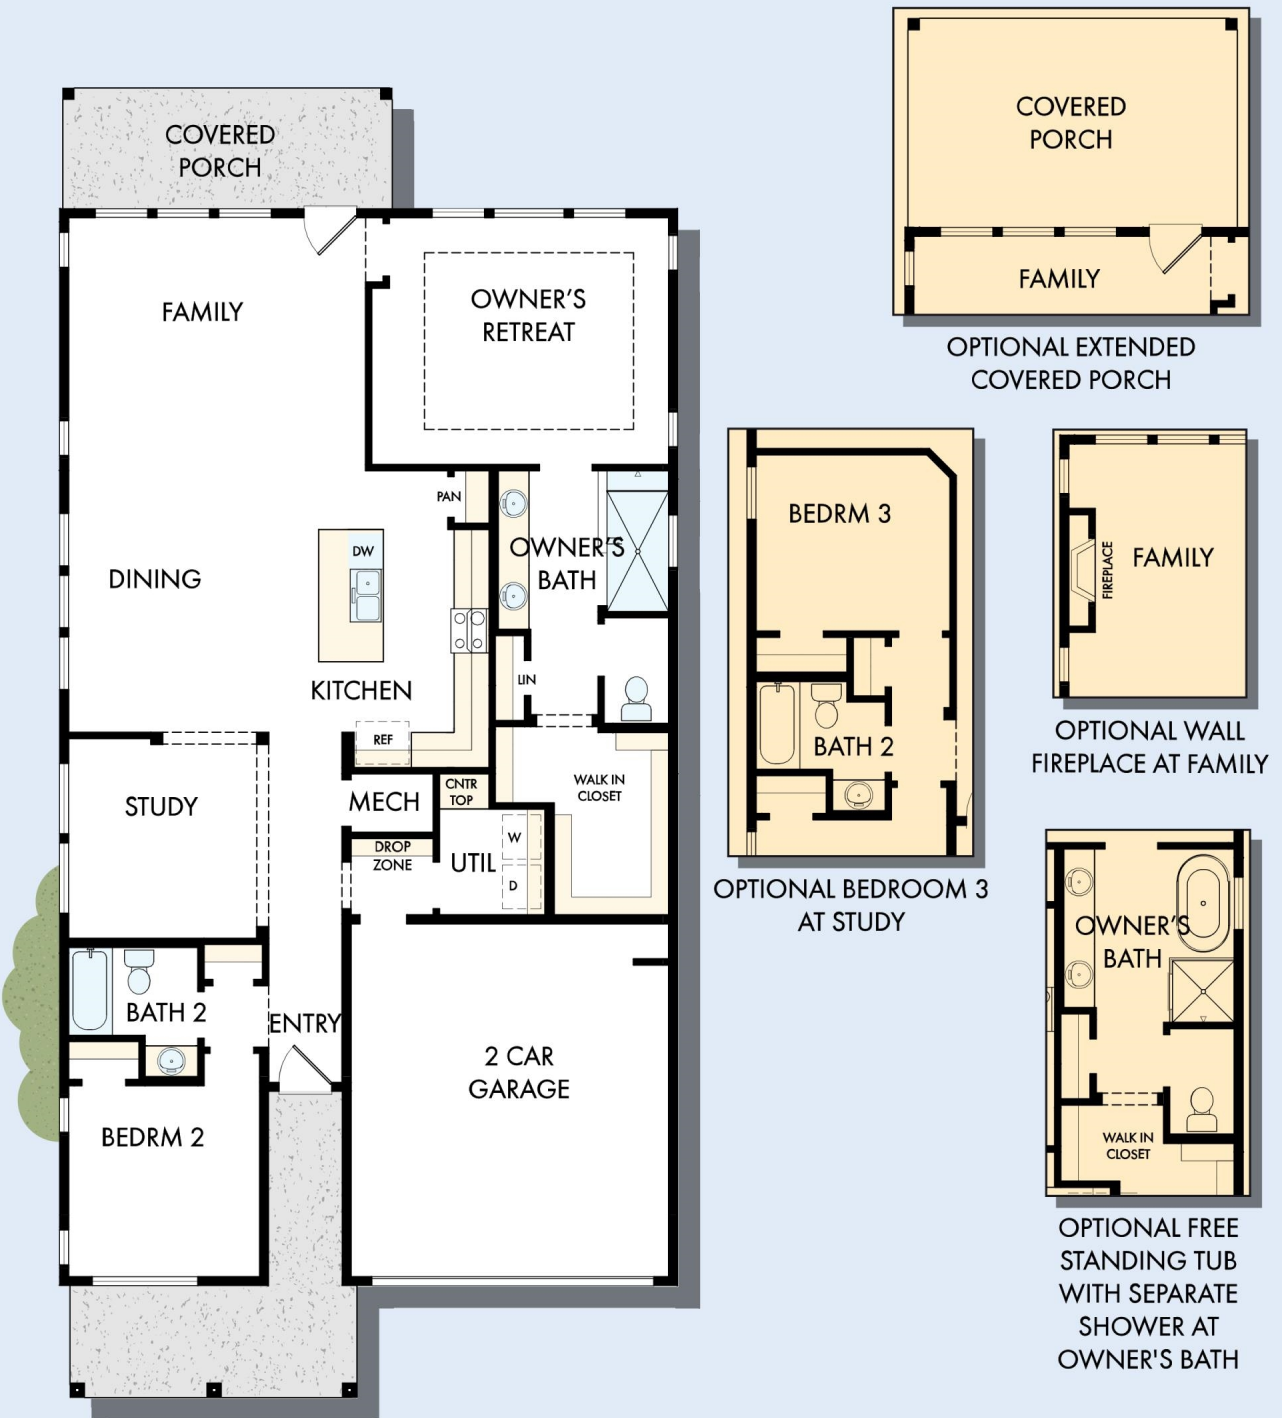 COVERED
PORCH
FAMILY
OWNER'S
RETREAT
PAN
DW
OWNER'S
BATH
DINING
LIN
KITCHEN
REF
STUDY
MECH
CNTR
TOP
WALK IN
CLOSET
DROP
ZONE
UTIL
W
D
BATH 2
ENTRY
2 CAR
GARAGE
BEDRM 2
COVERED
PORCH
FAMILY
OPTIONAL EXTENDED
COVERED PORCH
BEDRM 3
BATH 2
OPTIONAL BEDROOM 3
AT STUDY
FIREPLACE
FAMILY
OPTIONAL WALL
FIREPLACE AT FAMILY
OWNER'S
BATH
WALK IN
CLOSET
OPTIONAL FREE
STANDING TUB
WITH SEPARATE
SHOWER AT
OWNER'S BATH